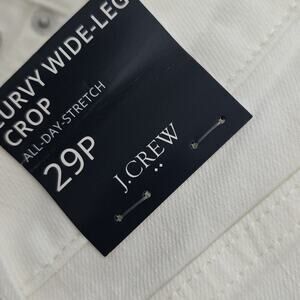 URVY WIDE-LEG
CROP
ALL-DAY-STRETCH
29P
J.CREW